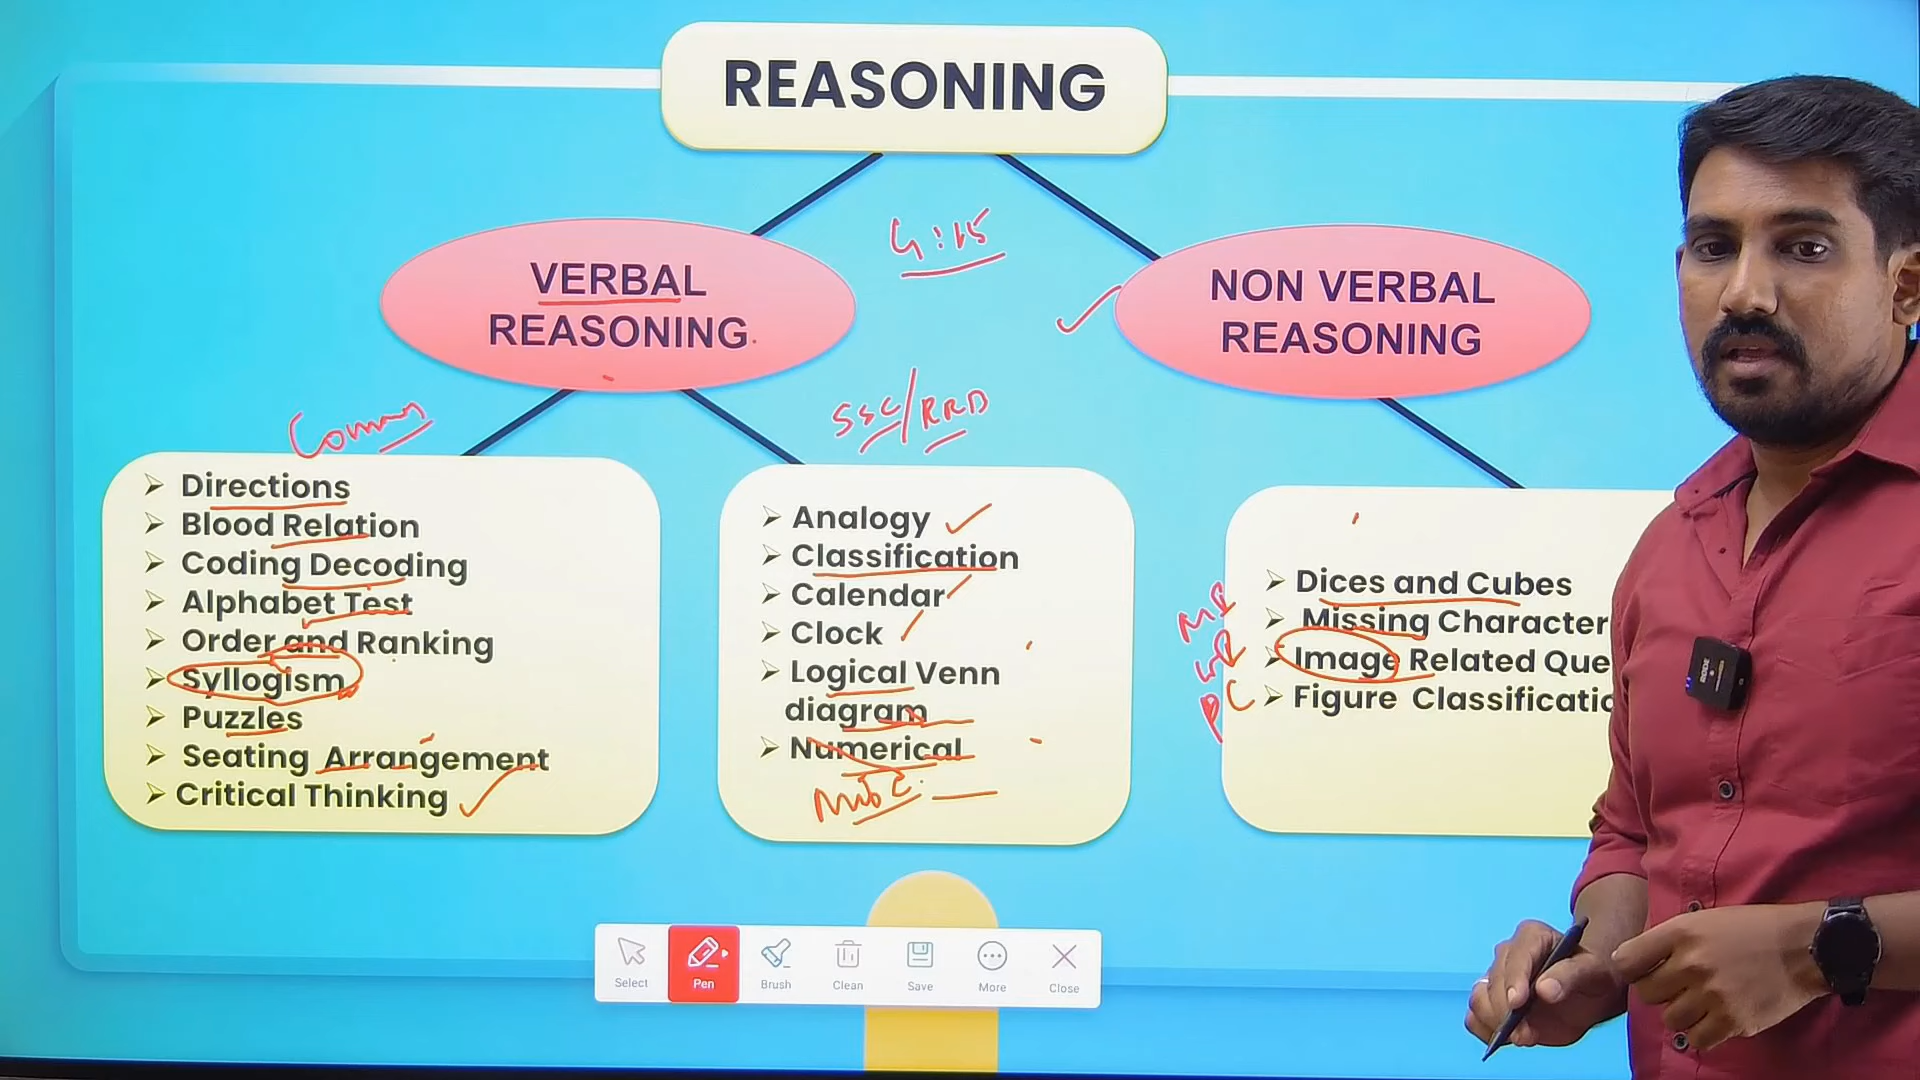 REASONING
VERBAL
REASONING
NON VERBAL
REASONING
SSC/RRB
➢ Directions
➢ Blood Relation
➢ Coding Decoding
➢ Alphabet Test
➢ Order and Ranking
➢ Syllogism
➢ Puzzles
➢ Seating Arrangement
➢ Critical Thinking
➢ Analogy
➢ Classification
➢ Calendar
➢ Clock
➢ Logical Venn
diagram
➢ Numerical
➢ Dices and Cubes
➢ Missing Character
➢ Image Related Que
➢ Figure Classificatio
Select
Pen
Brush
Clean
Save
More
Close
RODE